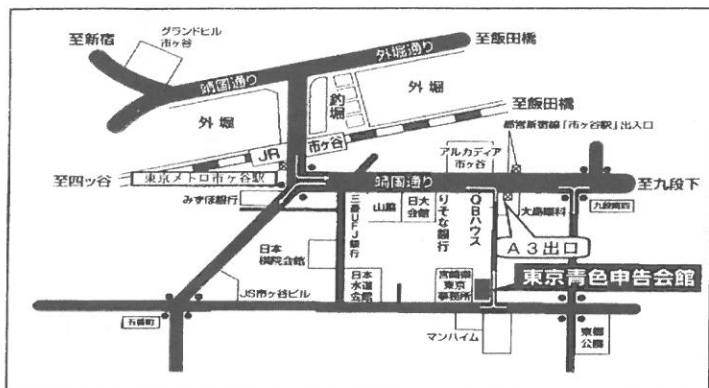 至新宿
グランドヒル
市ヶ谷
靖国通り
外堀通り
至飯田橋
外堀
釣堀
外堀
至飯田橋
都営新宿線「市ヶ谷駅」出入口
JR
市ヶ谷
至四ッ谷
東京メトロ市ヶ谷駅
アルカディア
市ヶ谷
靖国通り
至九段下
みずほ銀行
三菱UFJ銀行
山脇
日大
会館
りそな銀行
QBハウス
大島眼科
九段南四
A3出口
日本
棋院会館
JS市ヶ谷ビル
日本
水道
会館
宮崎県
東京
事務所
東京青色申告会館
五番町
マンハイム
東郷
公園